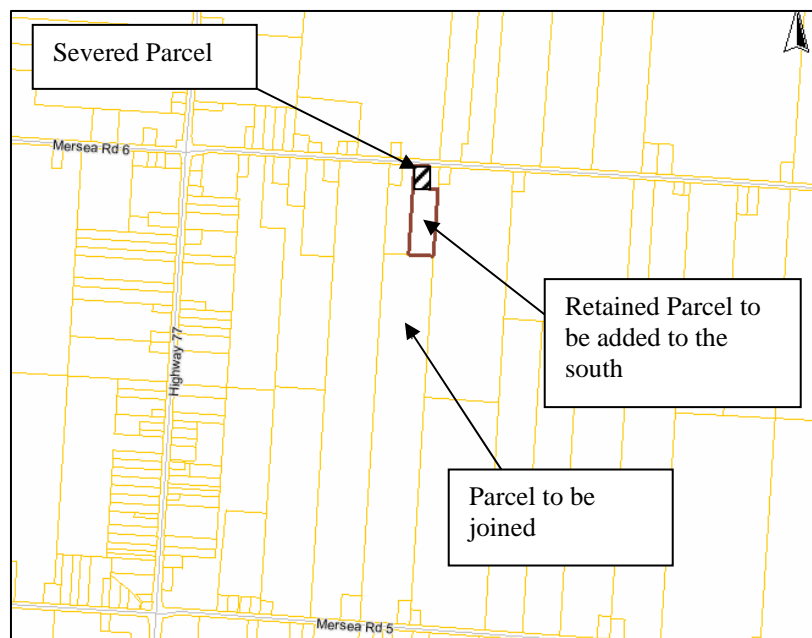 Severed Parcel
Mersea Rd 6
Retained Parcel to
be added to the
south
Highway 77
Parcel to be
joined
Mersea Rd 5